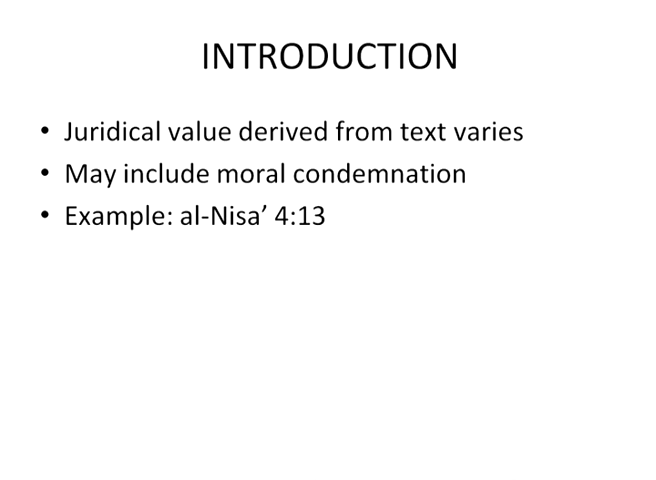 INTRODUCTION
• Juridical value derived from text varies
• May include moral condemnation
• Example: al-Nisa’ 4:13